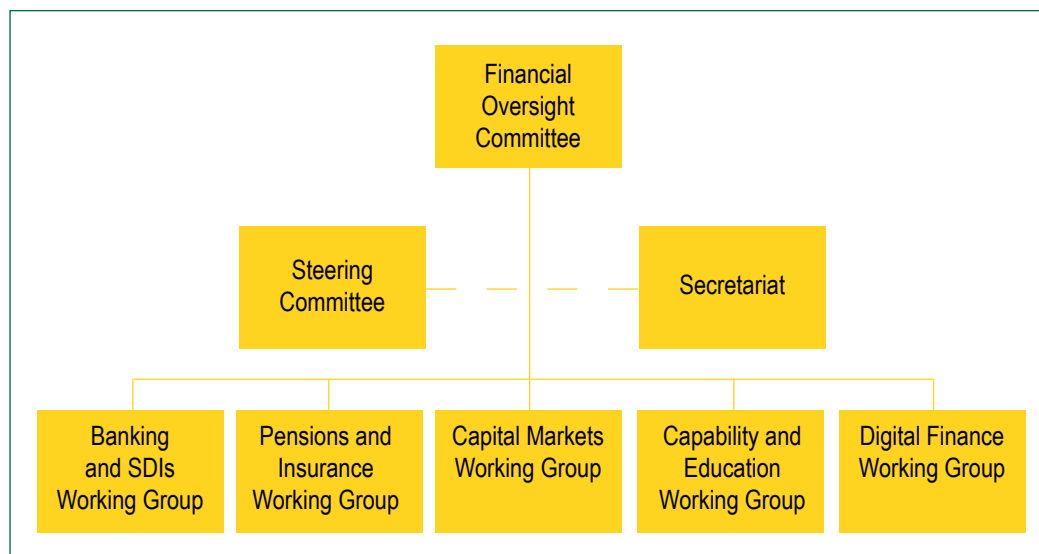 Financial
Oversight
Committee
Steering
Committee
Secretariat
Banking
and SDIs
Working Group
Pensions and
Insurance
Working Group
Capital Markets
Working Group
Capability and
Education
Working Group
Digital Finance
Working Group